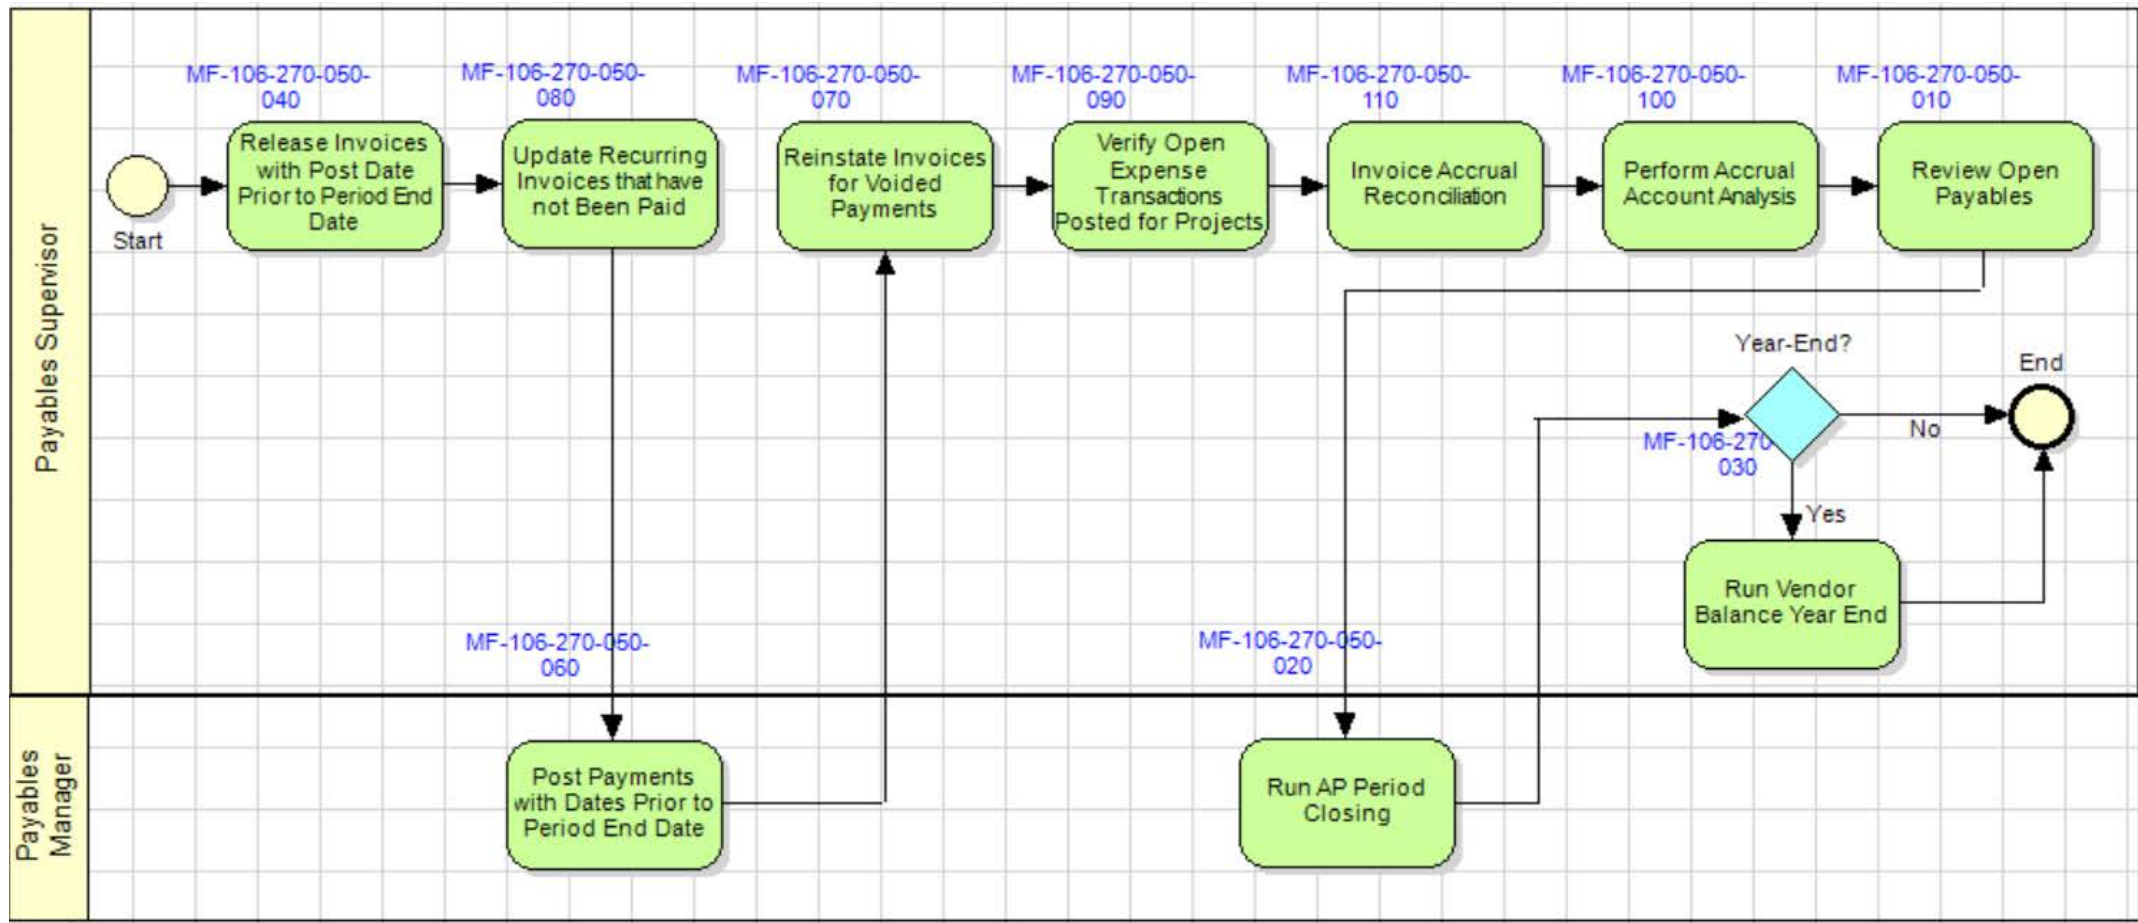 Payables Supervisor
MF-106-270-050-
040
Release Invoices
with Post Date
Prior to Period End
Date
MF-106-270-050-
080
Update Recurring
Invoices that have
not Been Paid
MF-106-270-050-
070
Reinstate Invoices
for Voided
Payments
MF-106-270-050-
090
Verify Open
Expense
Transactions
Posted for Projects
MF-106-270-050-
110
Invoice Accrual
Reconciliation
MF-106-270-050-
100
Perform Accrual
Account Analysis
MF-106-270-050-
010
Review Open
Payables
Start
Year-End?
End
No
MF-106-270
030
Yes
Run Vendor
Balance Year End
MF-106-270-050-
060
MF-106-270-050-
020
Payables
Manager
Post Payments
with Dates Prior to
Period End Date
Run AP Period
Closing